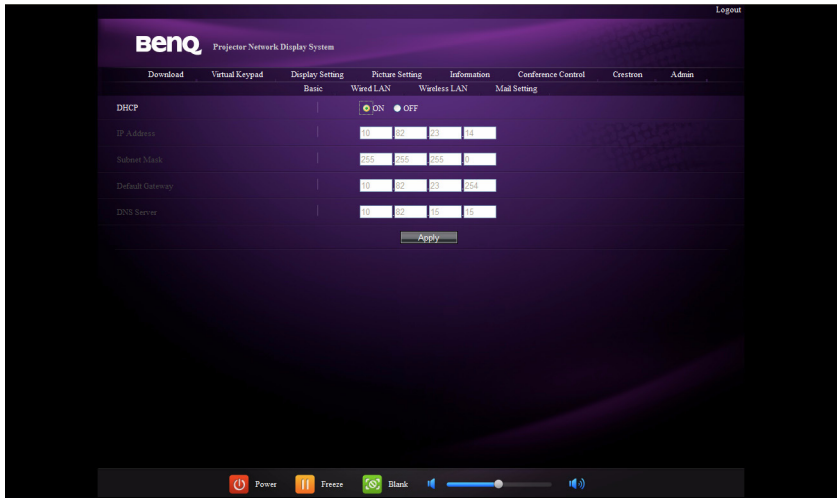 Logout
BenQ Projector Network Display System
Download Virtual Keypad Display Setting Picture Setting Information Conference Control Crestron Admin
Basic Wired LAN Wireless LAN Mail Setting
DHCP ON OFF
IP Address 10 . 82 . 23 . 14
Subnet Mask 255 . 255 . 255 . 0
Default Gateway 10 . 82 . 23 . 254
DNS Server 10 . 82 . 15 . 15
Apply
Power Freeze Blank